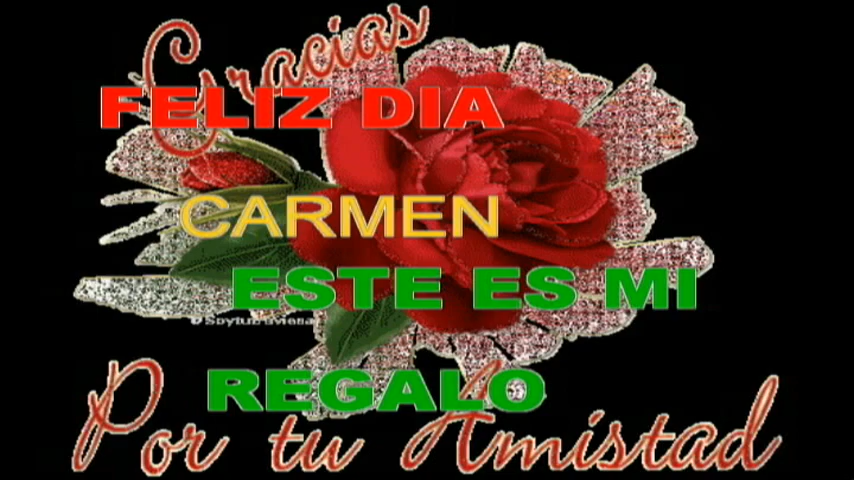 Gracias
FELIZ DIA
CARMEN
ESTE ES MI
REGALO
Por tu Amistad